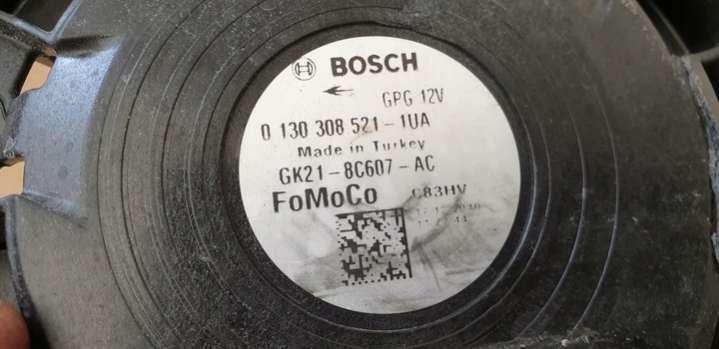 BOSCH
GPG 12V
0 130 308 521-1UA
Made in Turkey
GK21-8C607-AC
FoMoCo C83HV